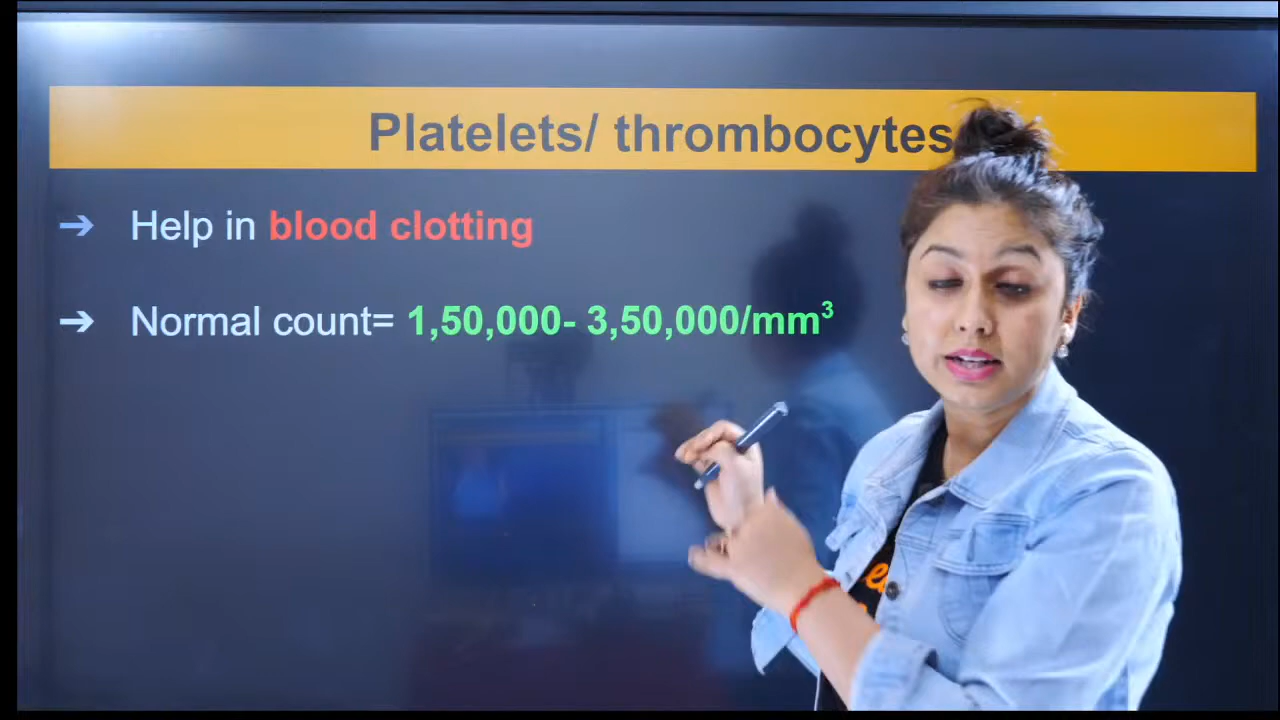 Platelets/ thrombocytes
➔ Help in blood clotting
➔ Normal count= 1,50,000- 3,50,000/mm³